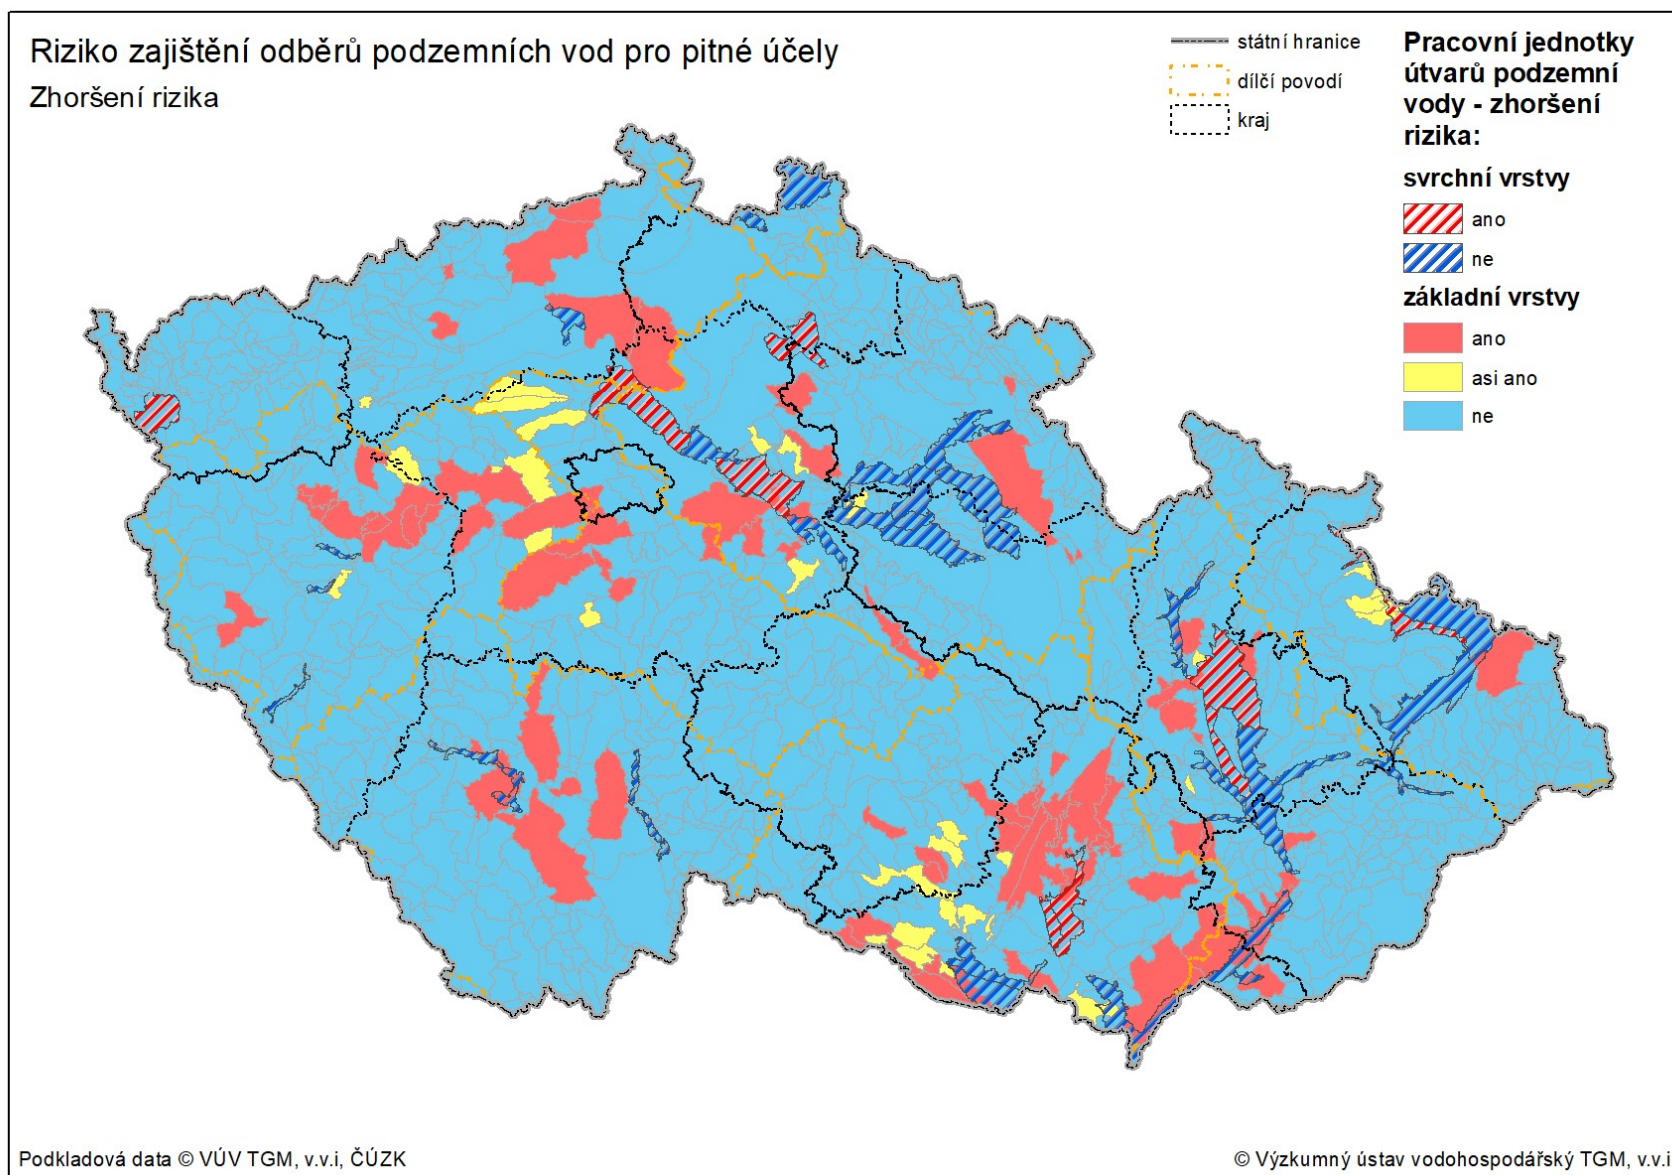 Riziko zajištění odběrů podzemních vod pro pitné účely
Zhoršení rizika
státní hranice
dílčí povodí
kraj
Pracovní jednotky
útvarů podzemní
vody - zhoršení
rizika:
svrchní vrstvy
ano
ne
základní vrstvy
ano
asi ano
ne
Podkladová data © VÚV TGM, v.v.i, ČÚZK
© Výzkumný ústav vodohospodářský TGM, v.v.i